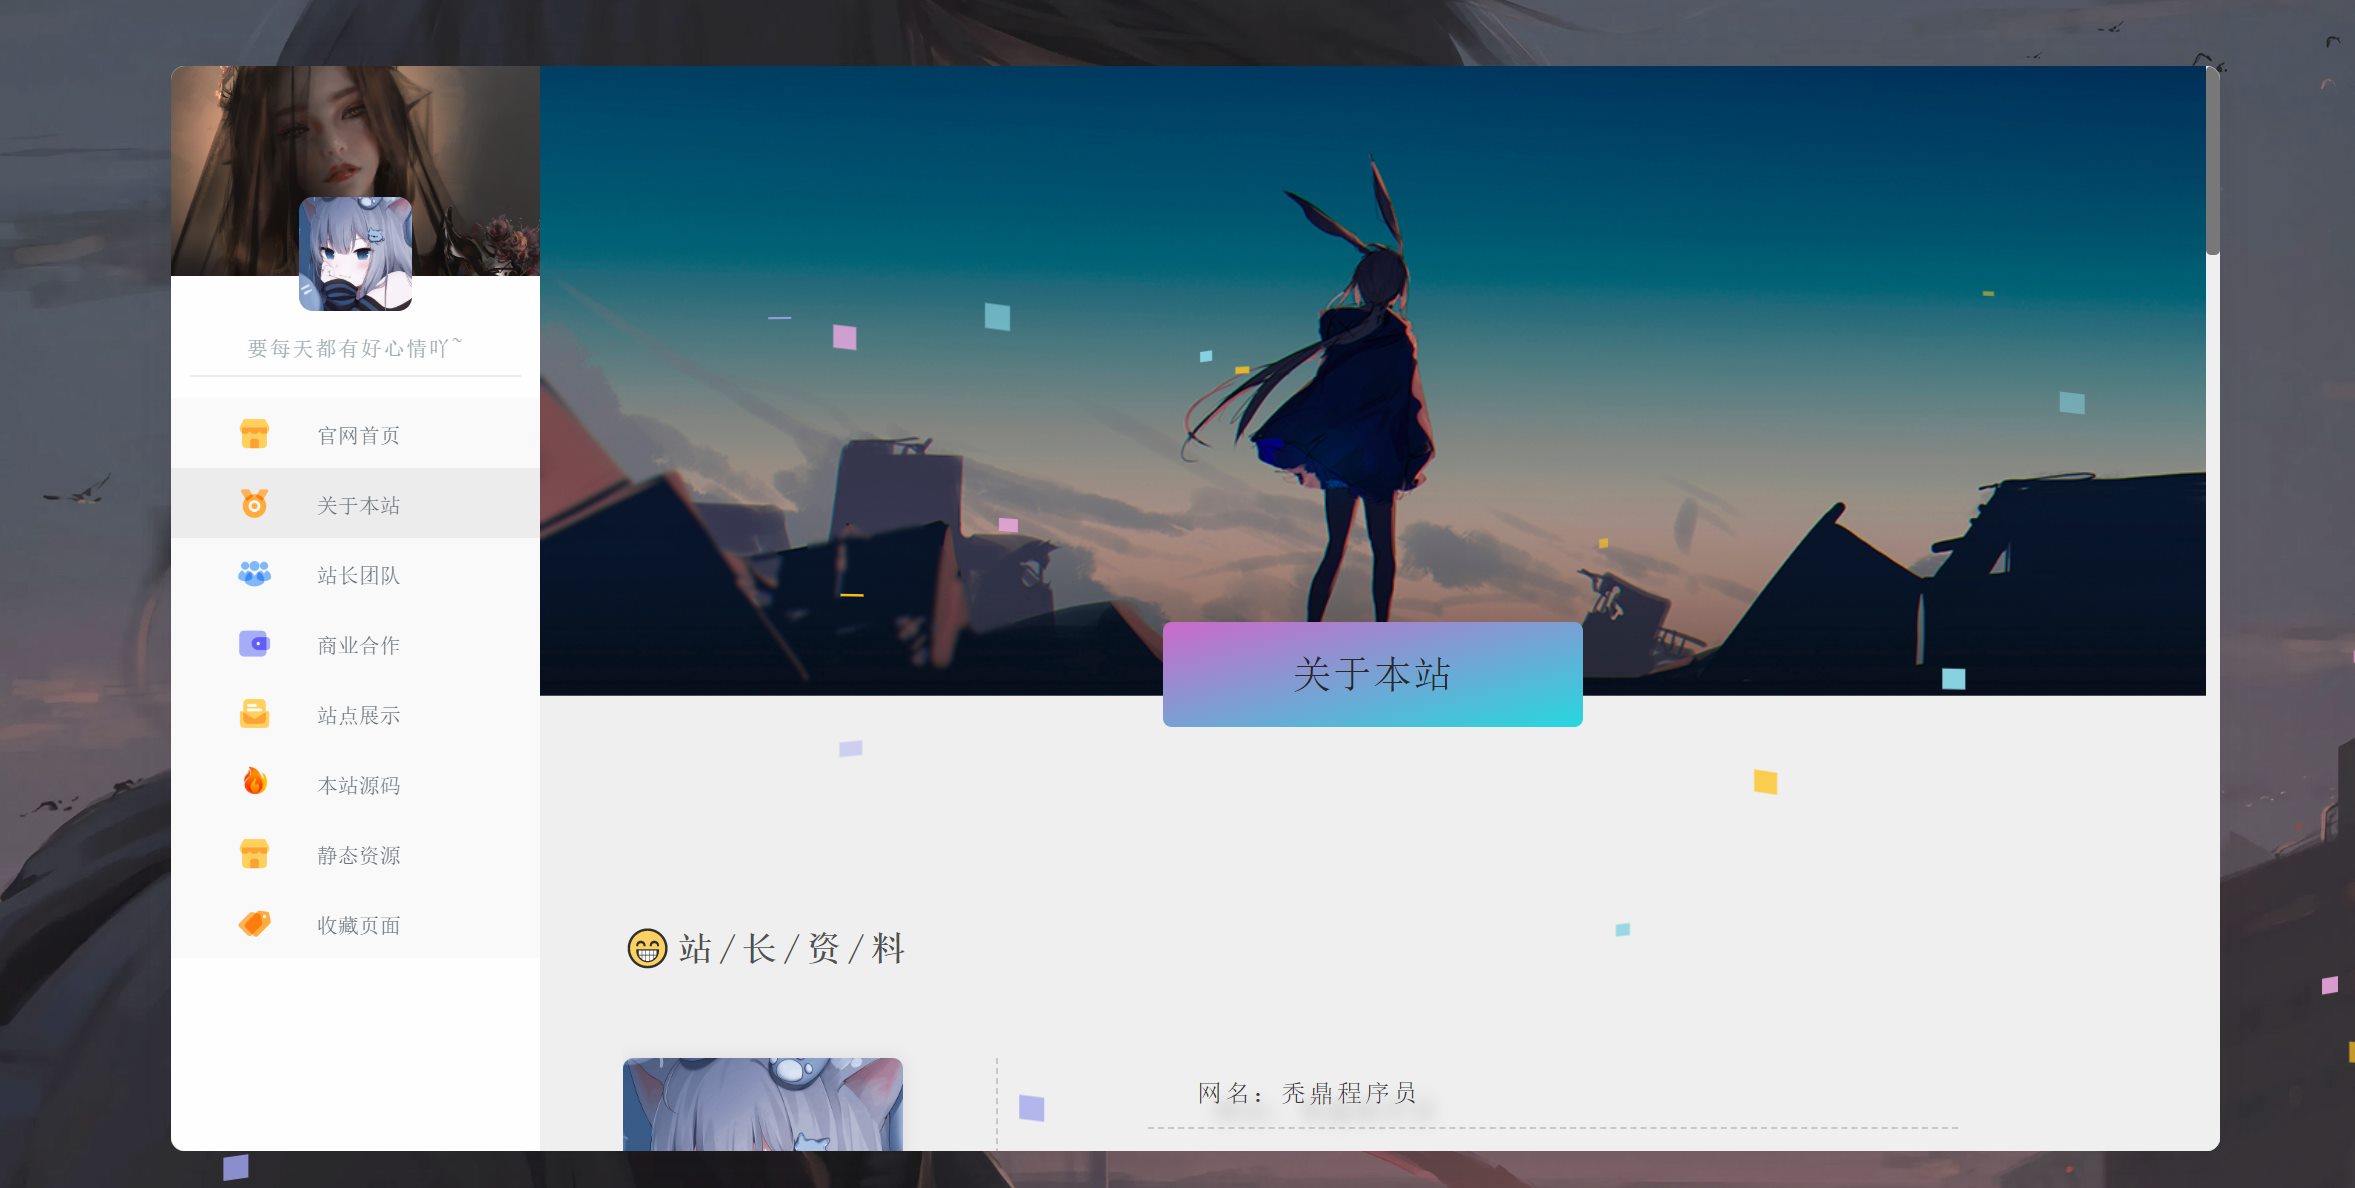 要每天都有好心情吖~
官网首页
关于本站
站长团队
商业合作
站点展示
本站源码
静态资源
收藏页面
关于本站
站/长/资/料
网名：秃鼎程序员